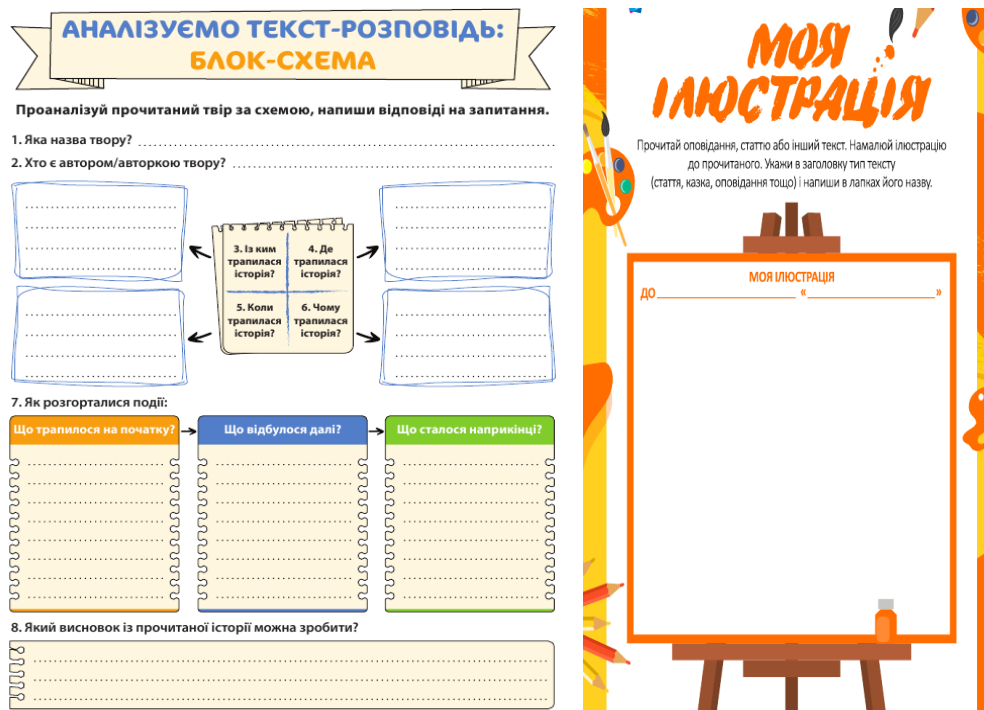 АНАЛІЗУЄМО ТЕКСТ-РОЗПОВІДЬ:
БЛОК-СХЕМА
Проаналізуй прочитаний твір за схемою, напиши відповіді на запитання.
1. Яка назва твору?
2. Хто є автором/авторкою твору?
3. Із ким
трапилася
історія?
4. Де
трапилася
історія?
5. Коли
трапилася
історія?
6. Чому
трапилася
історія?
7. Як розгорталися події:
Що трапилося на початку?
Що відбулося далі?
Що сталося наприкінці?
8. Який висновок із прочитаної історії можна зробити?
МОЯ
ІЛЮСТРАЦІЯ
Прочитай оповідання, статтю або інший текст. Намалюй ілюстрацію
до прочитаного. Укажи в заголовку тип тексту
(стаття, казка, оповідання тощо) і напиши в лапках його назву.
МОЯ ІЛЮСТРАЦІЯ
ДО «»